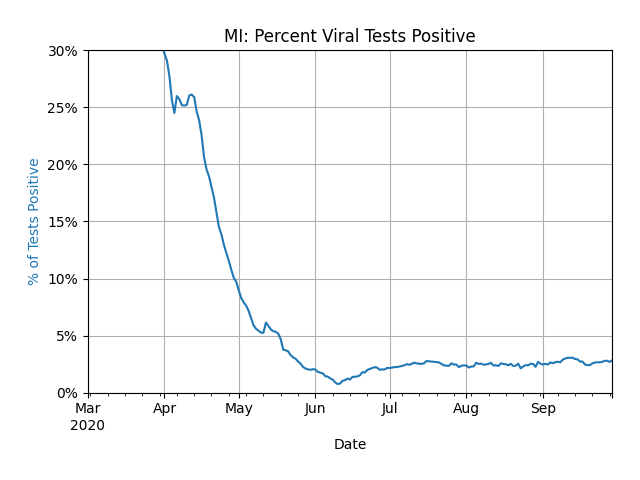 MI: Percent Viral Tests Positive
30%
25%
20%
15%
10%
5%
0%
% of Tests Positive
Mar Apr May Jun Jul Aug Sep
2020
Date